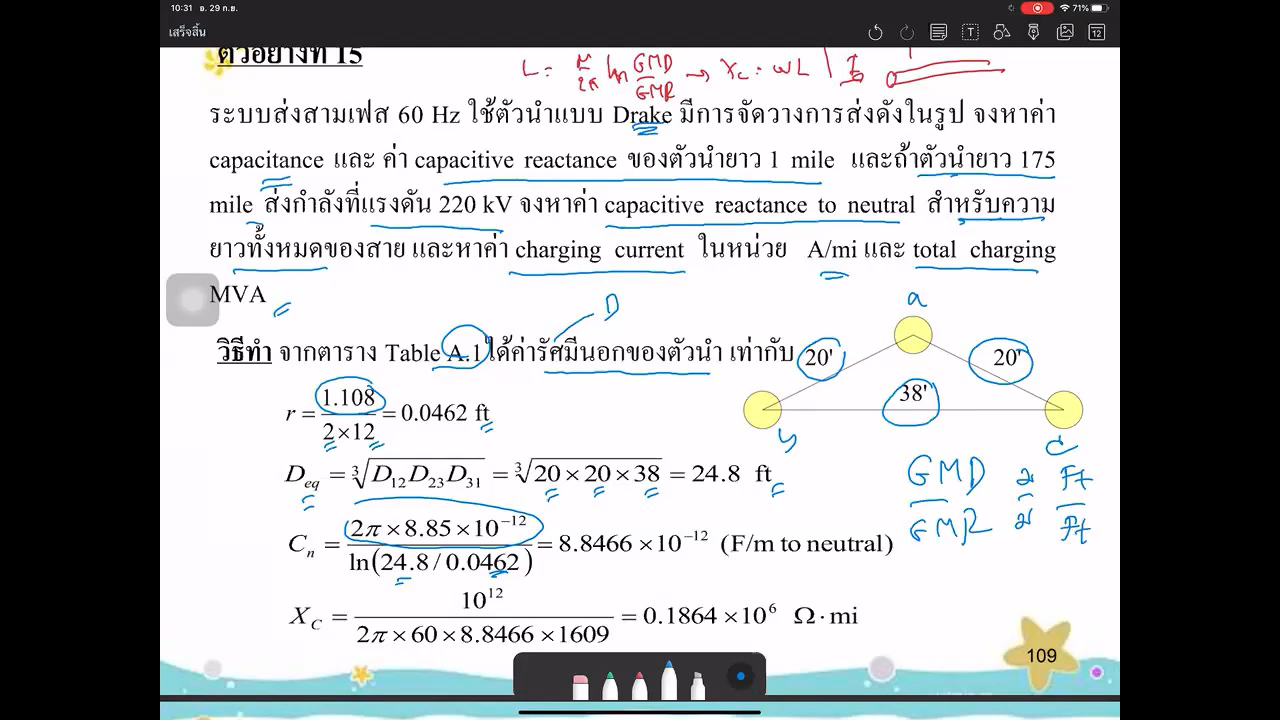 10:31 อ. 29 ก.ย.
71%
เสร็จสิ้น
ตัวอย่างที่ 15
L = μ/2π ln GMD/GMR → Xc = ωL
ระบบส่งสามเฟส 60 Hz ใช้ตัวนำแบบ Drake มีการจัดวางการส่งดังในรูป จงหาค่า
capacitance และ ค่า capacitive reactance ของตัวนำยาว 1 mile และถ้าตัวนำยาว 175
mile ส่งกำลังที่แรงดัน 220 kV จงหาค่า capacitive reactance to neutral สำหรับความ
ยาวทั้งหมดของสาย และหาค่า charging current ในหน่วย A/mi และ total charging
MVA
D
a
วิธีทำ จากตาราง Table A.1 ได้ค่ารัศมีนอกของตัวนำ เท่ากับ
20' 20'
38'
b
c
r = 1.108 / 2×12 = 0.0462 ft
D_eq = ∛(D₁₂D₂₃D₃₁) = ∛(20×20×38) = 24.8 ft
GMD Ft
GMR Ft
C_n = 2π×8.85×10⁻¹² / ln(24.8/0.0462) = 8.8466×10⁻¹² (F/m to neutral)
X_C = 10¹² / 2π×60×8.8466×1609 = 0.1864×10⁶ Ω·mi
109